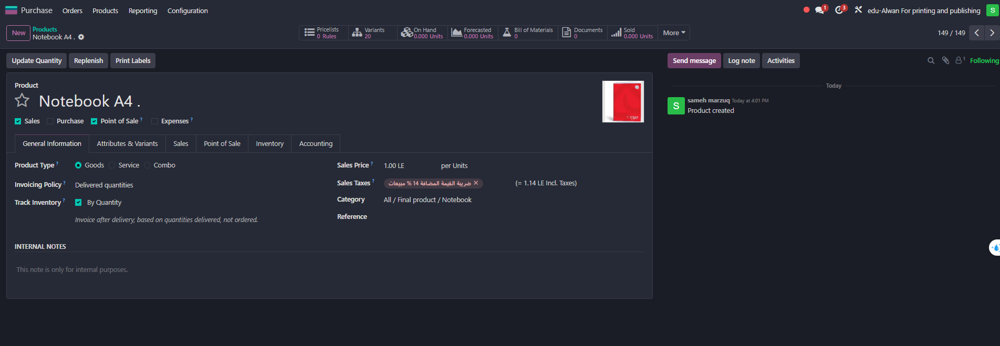 Purchase Orders Products Reporting Configuration 1 3 edu-Alwan For printing and publishing S
New Products Pricelists Variants On Hand Forecasted Bill of Materials Documents Sold More 149 / 149
Notebook A4 . 0 Rules 20 0.000 Units 0.000 Units 0 0 0.000 Units
Update Quantity Replenish Print Labels Send message Log note Activities 1 Following
Product
Notebook A4 .
Sales Purchase Point of Sale ? Expenses ?
General Information Attributes & Variants Sales Point of Sale Inventory Accounting
Product Type ? Goods Service Combo
Invoicing Policy ? Delivered quantities
Track Inventory ? By Quantity
Invoice after delivery, based on quantities delivered, not ordered.
Sales Price ? 1.00 LE per Units
Sales Taxes ? ضريبة القيمة المضافة 14 % مبيعات × (= 1.14 LE Incl. Taxes)
Category All / Final product / Notebook
Reference
INTERNAL NOTES
This note is only for internal purposes.
Today
S sameh marzuq Today at 4:01 PM
Product created